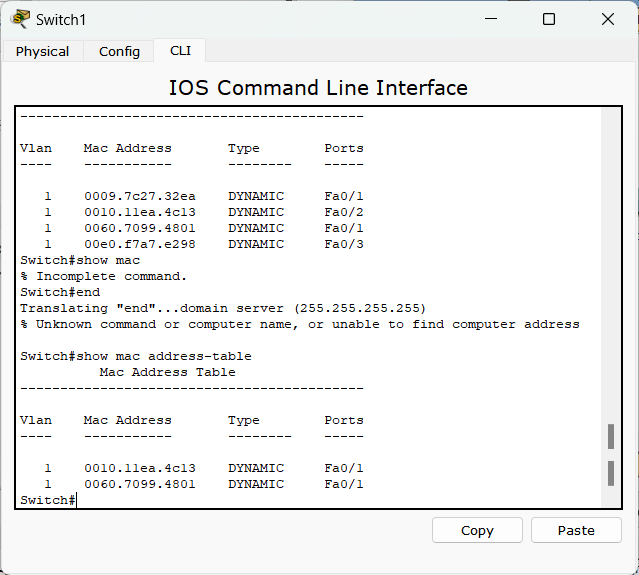 Switch1
Physical Config CLI
IOS Command Line Interface
-------------------------------------------
Vlan    Mac Address       Type        Ports
----    -----------       --------    -----
   1    0009.7c27.32ea    DYNAMIC     Fa0/1
   1    0010.11ea.4c13    DYNAMIC     Fa0/2
   1    0060.7099.4801    DYNAMIC     Fa0/1
   1    00e0.f7a7.e298    DYNAMIC     Fa0/3
Switch#show mac
% Incomplete command.
Switch#end
Translating "end"...domain server (255.255.255.255)
% Unknown command or computer name, or unable to find computer address
Switch#show mac address-table
          Mac Address Table
-------------------------------------------
Vlan    Mac Address       Type        Ports
----    -----------       --------    -----
   1    0010.11ea.4c13    DYNAMIC     Fa0/1
   1    0060.7099.4801    DYNAMIC     Fa0/1
Switch#
Copy Paste